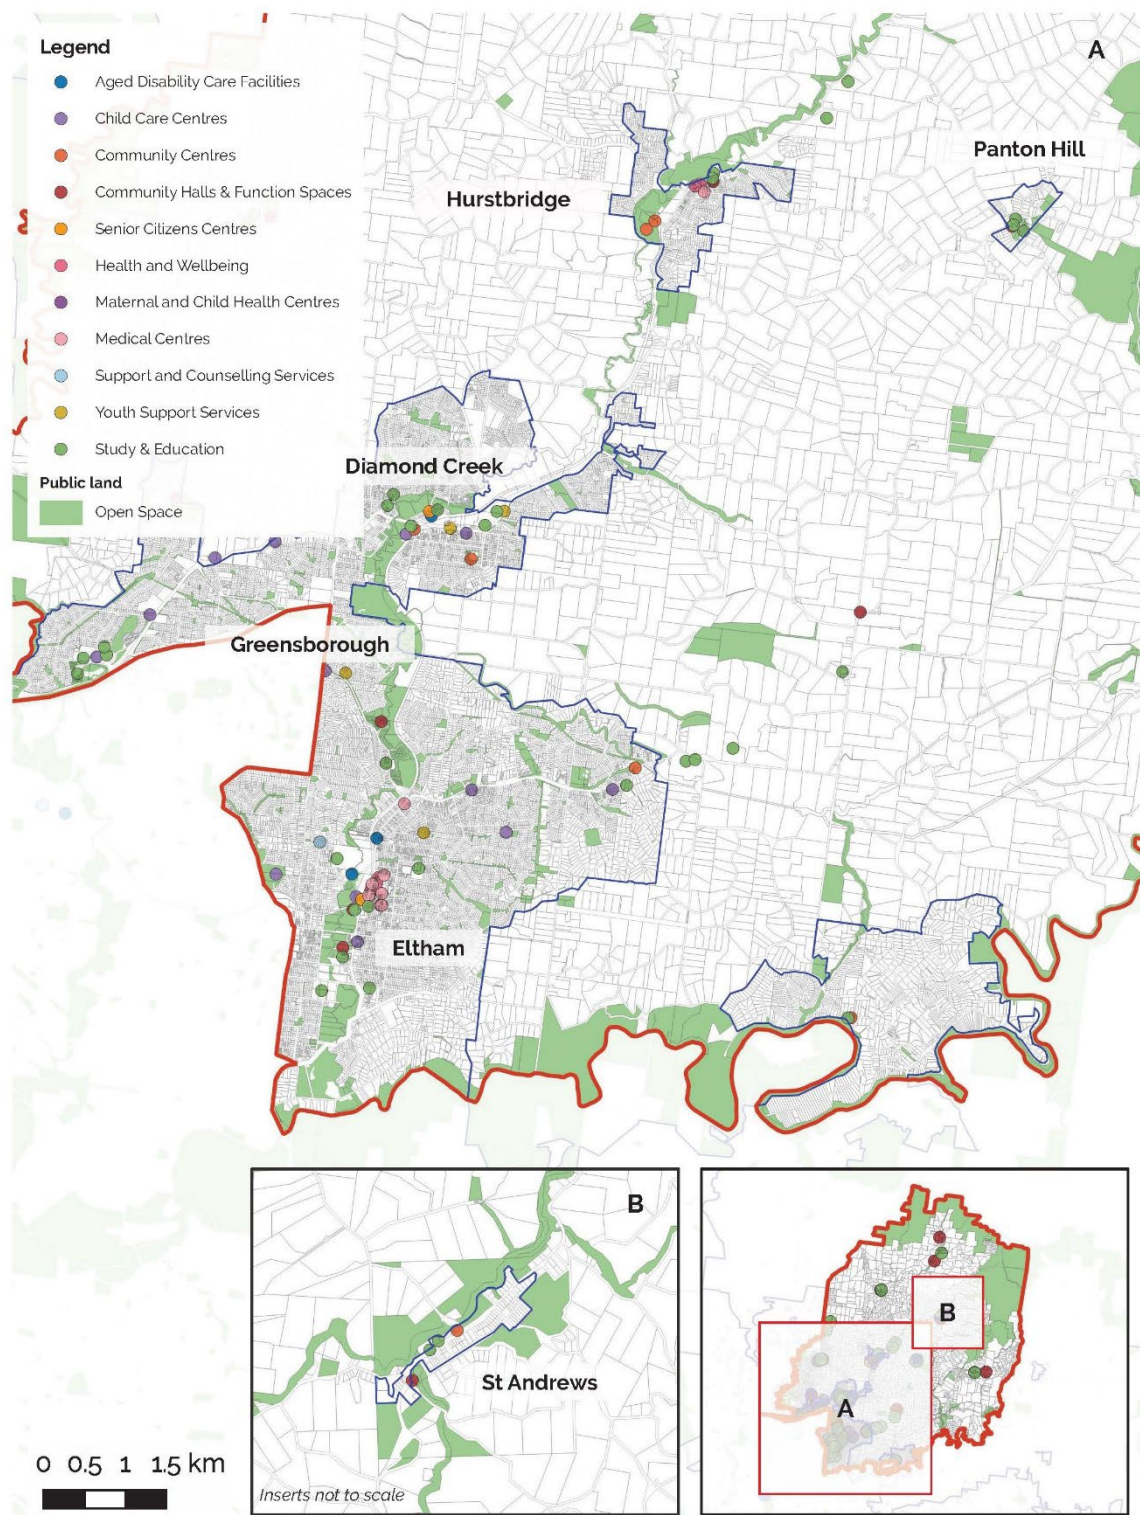 Legend
Aged Disability Care Facilities
Child Care Centres
Community Centres
Community Halls & Function Spaces
Senior Citizens Centres
Health and Wellbeing
Maternal and Child Health Centres
Medical Centres
Support and Counselling Services
Youth Support Services
Study & Education
Public land
Open Space
A
Panton Hill
Hurstbridge
Diamond Creek
Greensborough
Eltham
B
St Andrews
Inserts not to scale
0 0.5 1 1.5 km
B
A